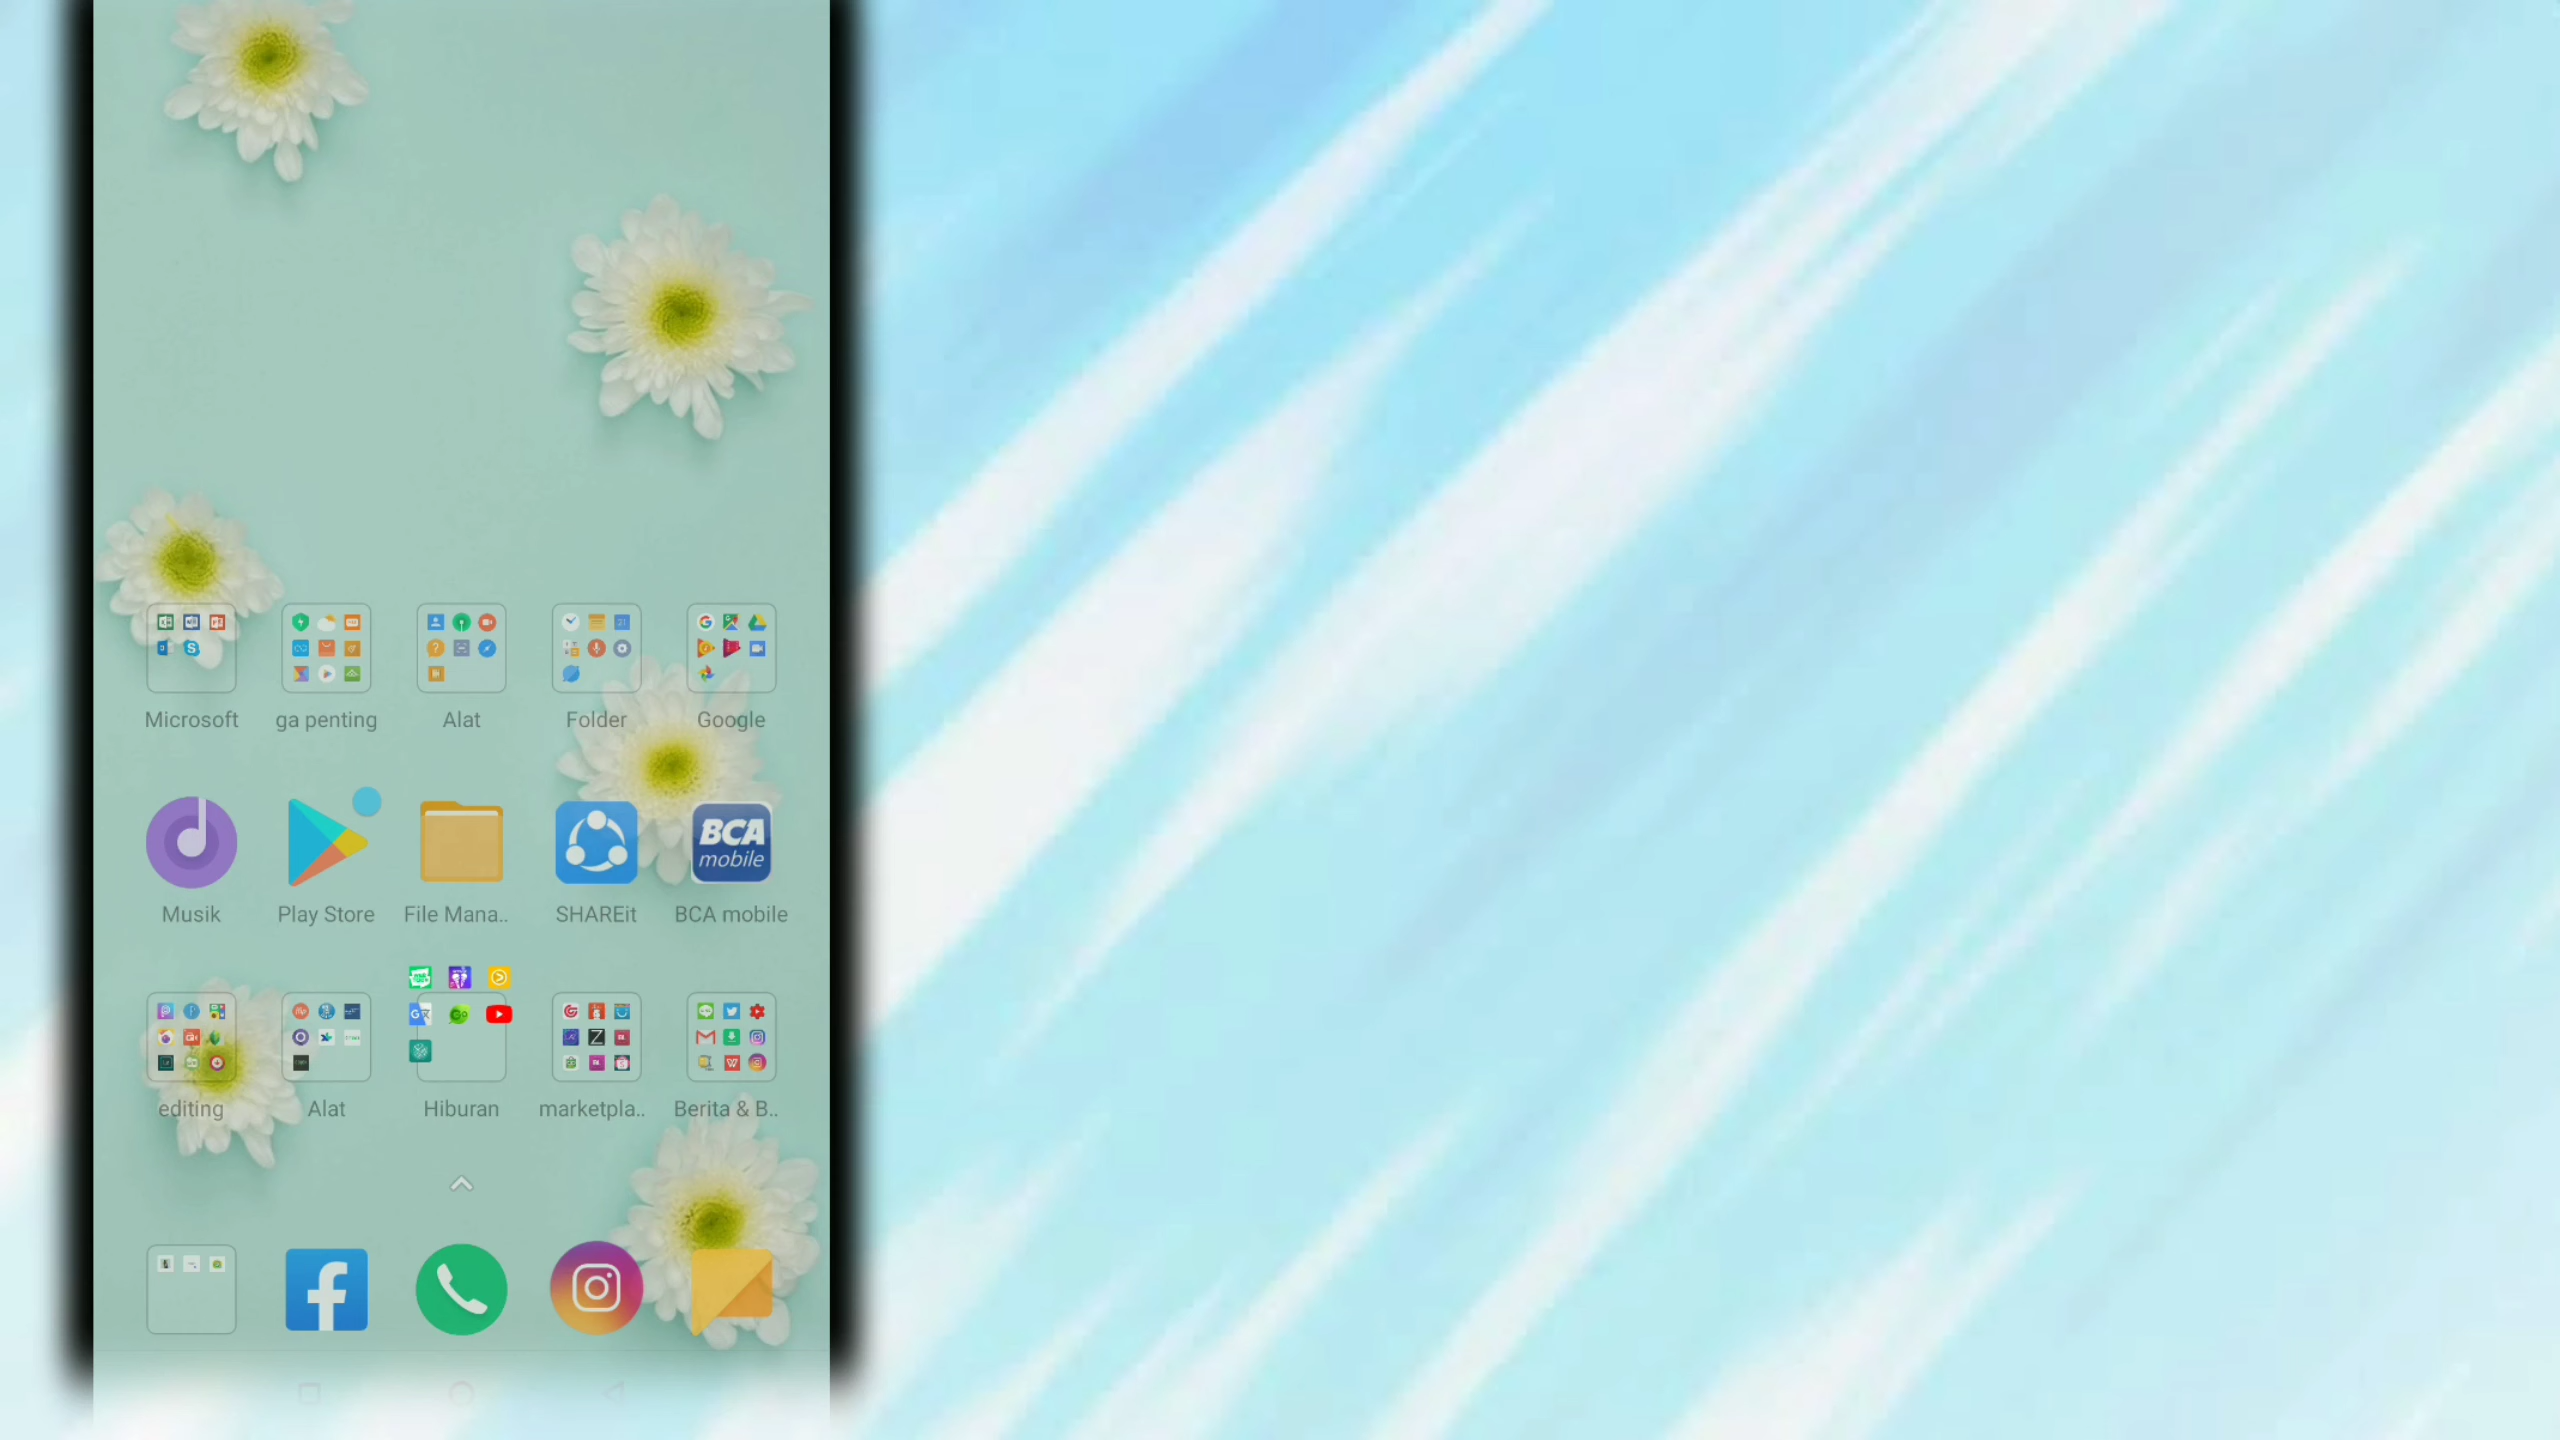 Microsoft
ga penting
Alat
Folder
Google
BCA
mobile
Musik
Play Store
File Mana..
SHAREit
BCA mobile
editing
Alat
Hiburan
marketpla..
Berita & B..